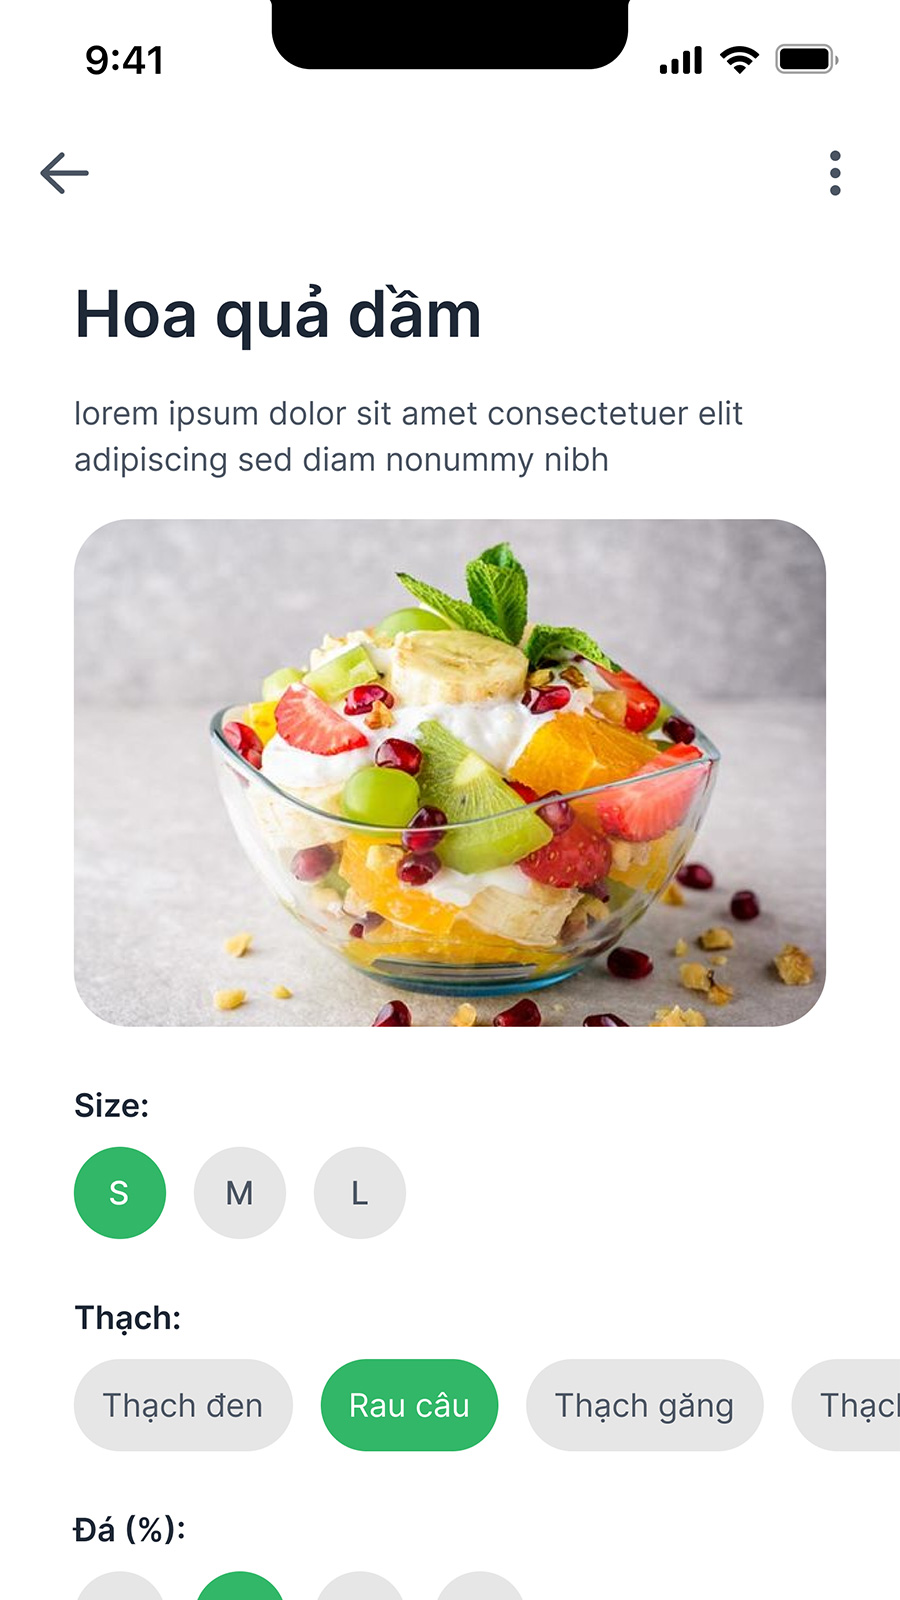 9:41
Hoa quả dầm
lorem ipsum dolor sit amet consectetuer elit
adipiscing sed diam nonummy nibh
Size:
S M L
Thạch:
Thạch đen Rau câu Thạch găng Thạch
Đá (%):